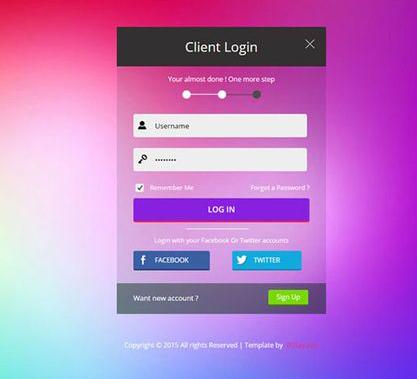 Client Login
Your almost done ! One more step
Username
••••••••
Remember Me
Forgot a Password ?
LOG IN
Login with your Facebook Or Twitter accounts
FACEBOOK
TWITTER
Want new account ?
Sign Up
Copyright © 2015 All rights Reserved | Template by